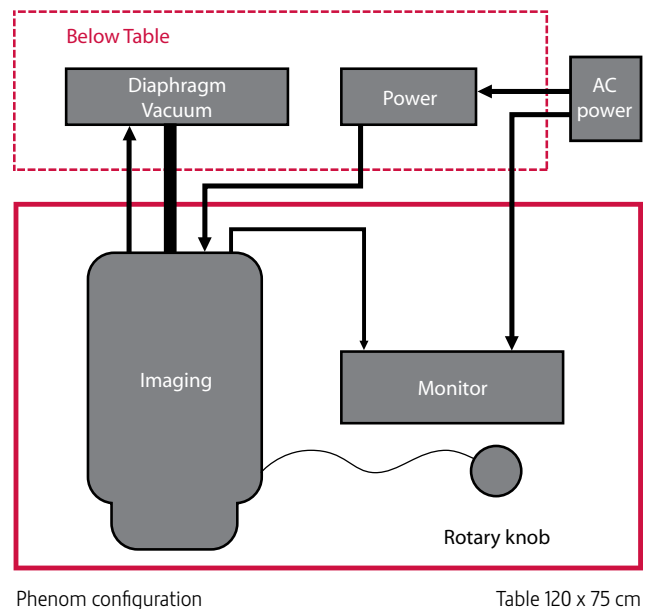 Below Table
Diaphragm
Vacuum
Power
AC
power
Imaging
Monitor
Rotary knob
Phenom configuration
Table 120 x 75 cm